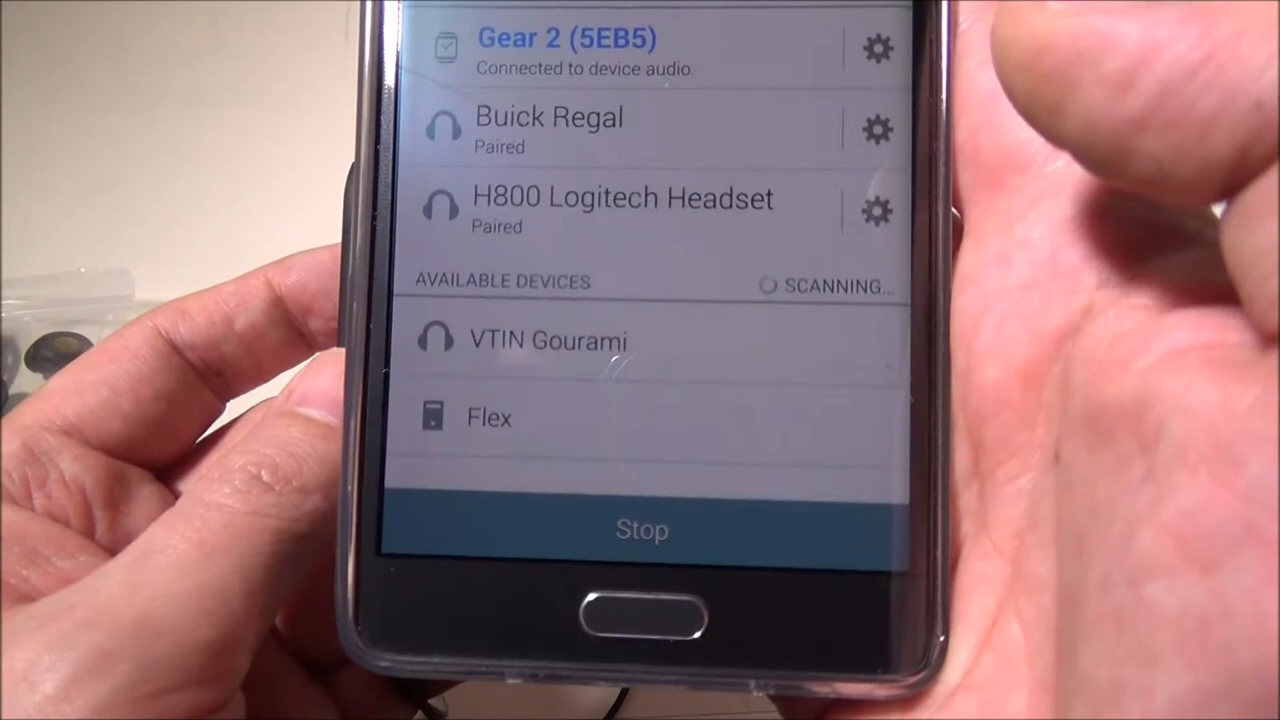 Gear 2 (5EB5)
Connected to device audio.
Buick Regal
Paired
H800 Logitech Headset
Paired
AVAILABLE DEVICES SCANNING...
VTIN Gourami
Flex
Stop